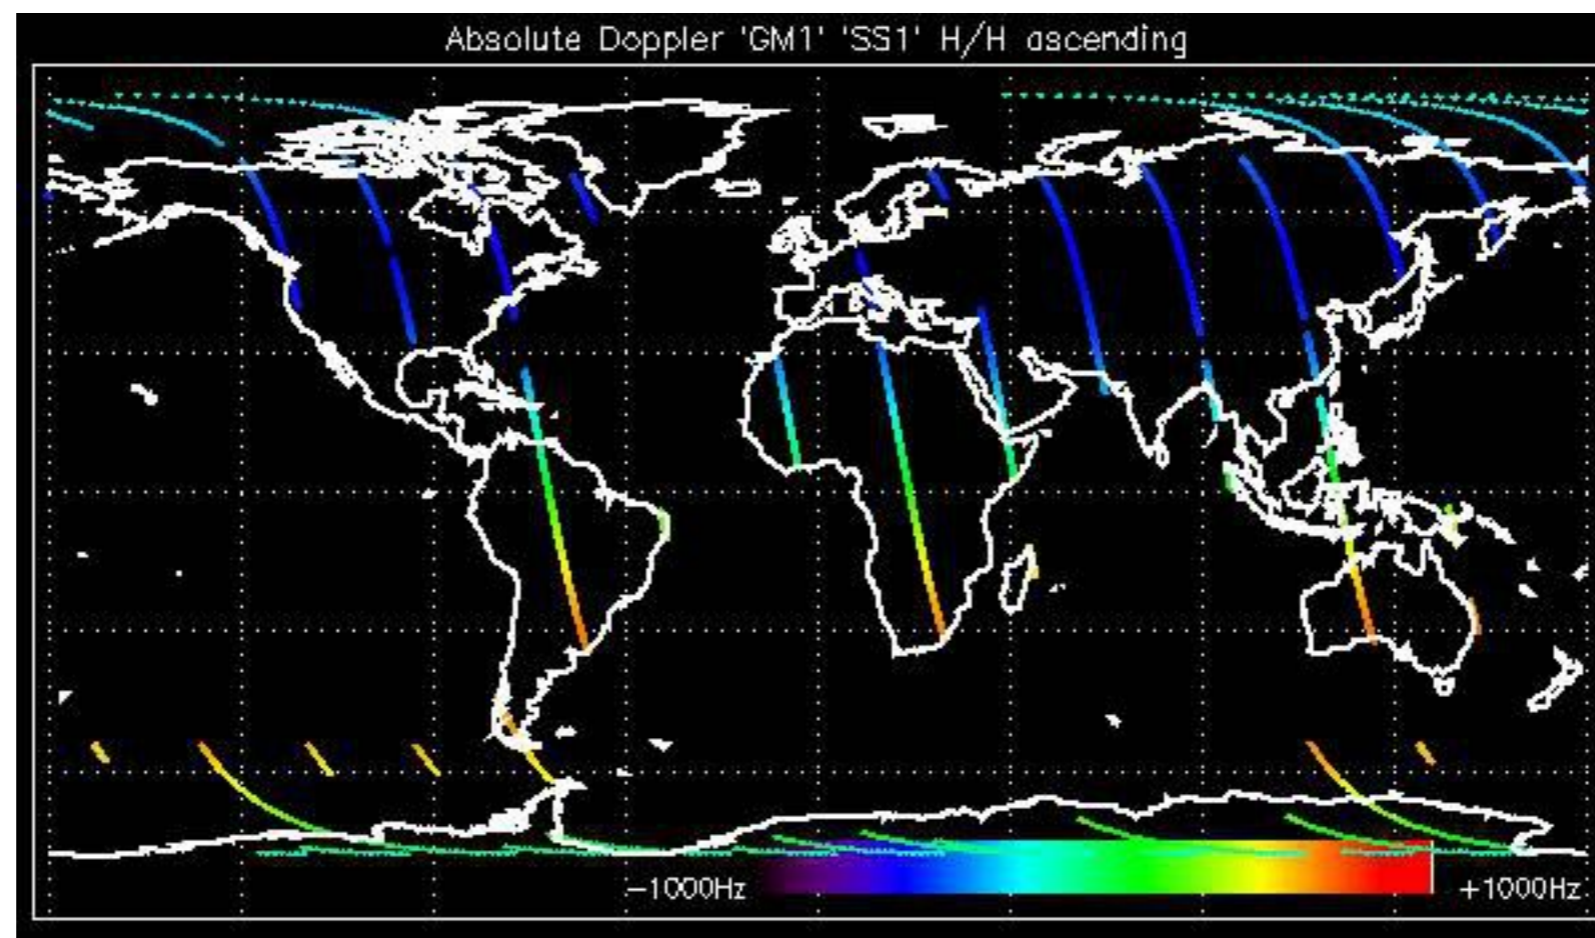 Absolute Doppler 'GM1' 'SS1' H/H ascending
-1000Hz
+1000Hz